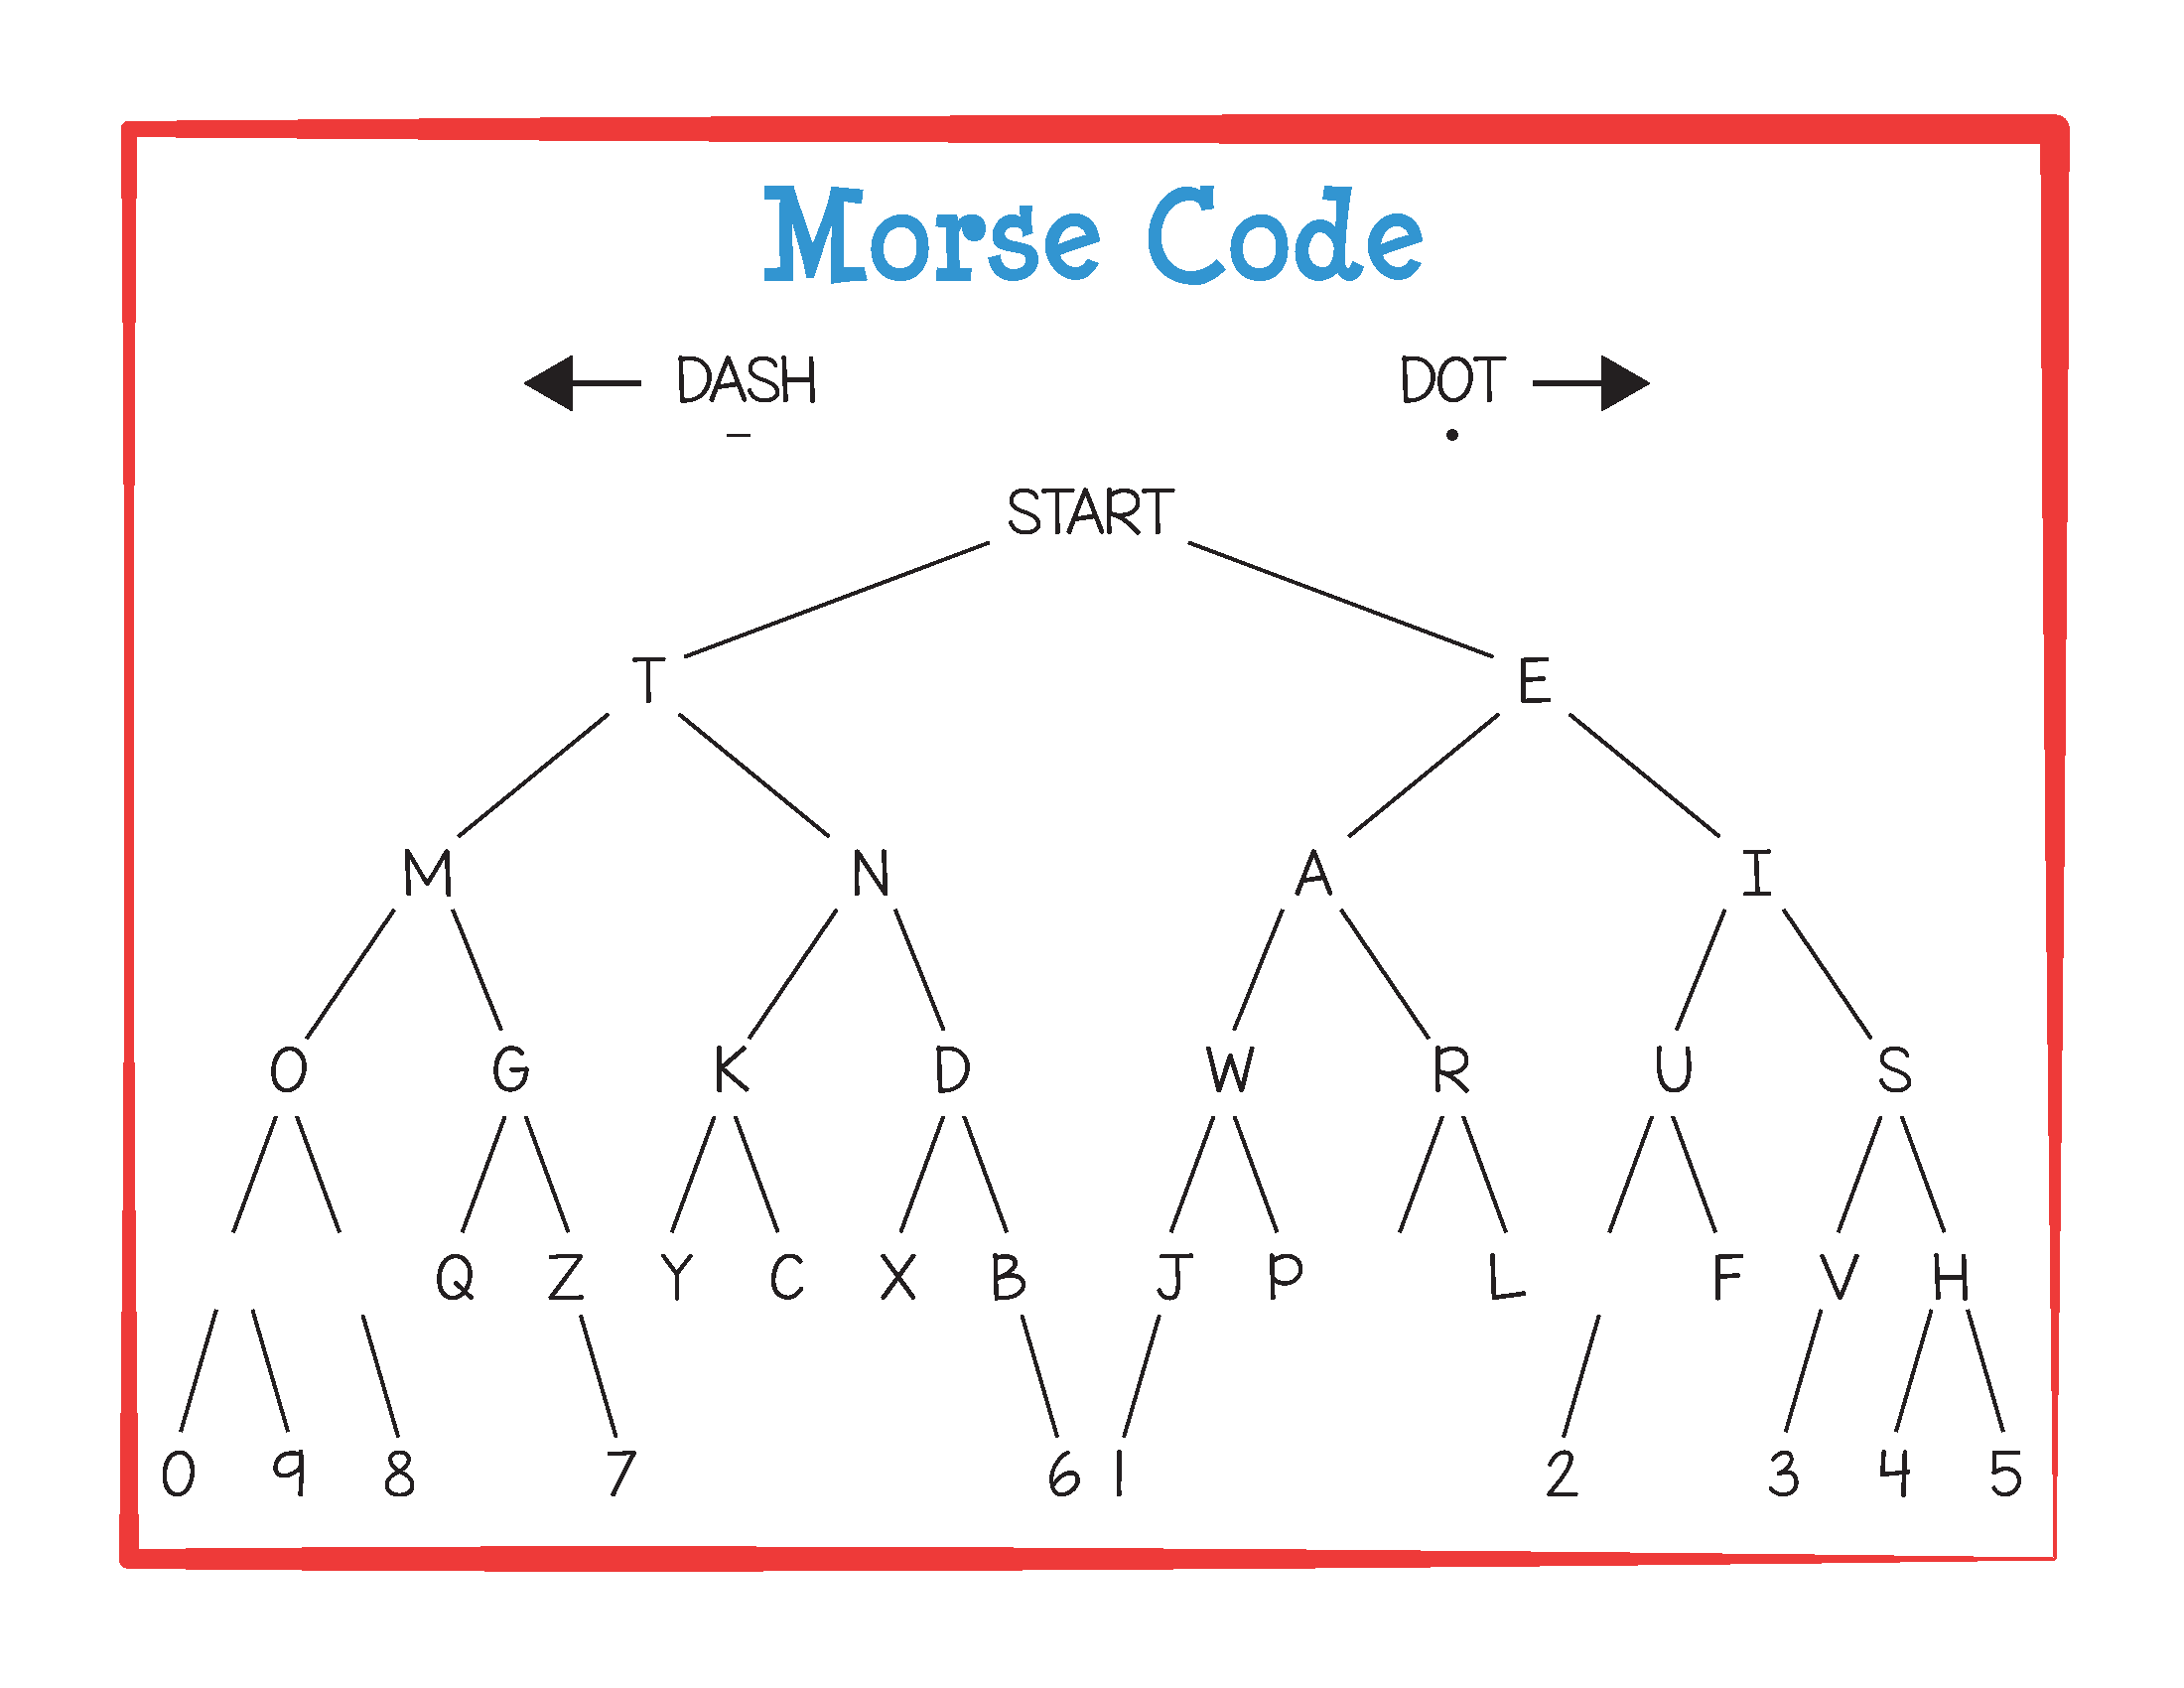 Morse Code
DASH DOT
– •
START
T E
M N A I
O G K D W R U S
Q Z Y C X B J P L F V H
0 9 8 7 6 1 2 3 4 5